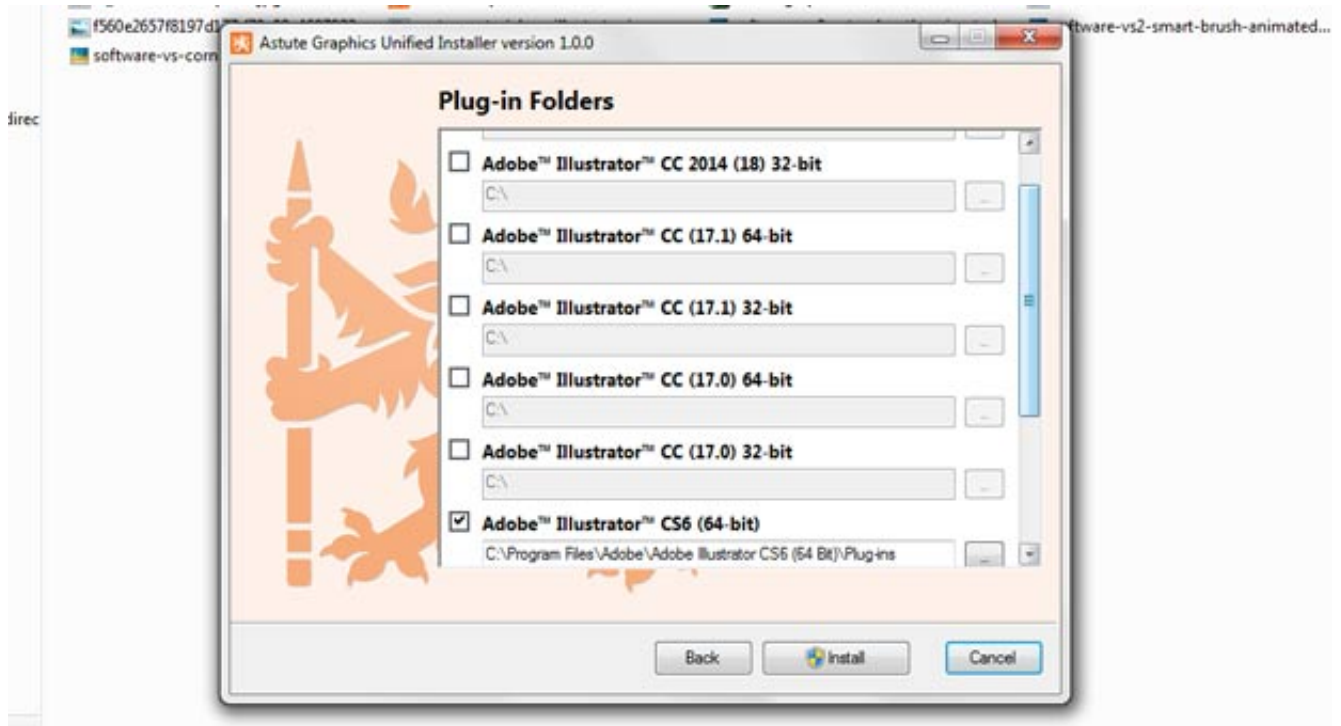 f560e2657f8197d1
software-vs-corn
ftware-vs2-smart-brush-animated...
direc
Astute Graphics Unified Installer version 1.0.0
Plug-in Folders
Adobe™ Illustrator™ CC 2014 (18) 32-bit
C:\
...
Adobe™ Illustrator™ CC (17.1) 64-bit
C:\
...
Adobe™ Illustrator™ CC (17.1) 32-bit
C:\
...
Adobe™ Illustrator™ CC (17.0) 64-bit
C:\
...
Adobe™ Illustrator™ CC (17.0) 32-bit
C:\
...
Adobe™ Illustrator™ CS6 (64-bit)
C:\Program Files\Adobe\Adobe Illustrator CS6 (64 Bit)\Plug-ins
...
Back
Install
Cancel